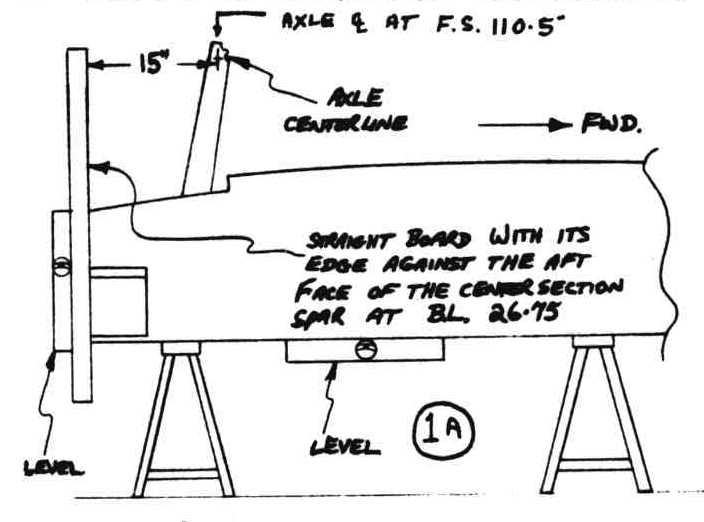 AXLE ℄ AT F.S. 110.5"
15"
AXLE
CENTERLINE
FWD.
STRAIGHT BOARD WITH ITS
EDGE AGAINST THE AFT
FACE OF THE CENTER SECTION
SPAR AT B.L. 26.75
LEVEL
LEVEL
1A